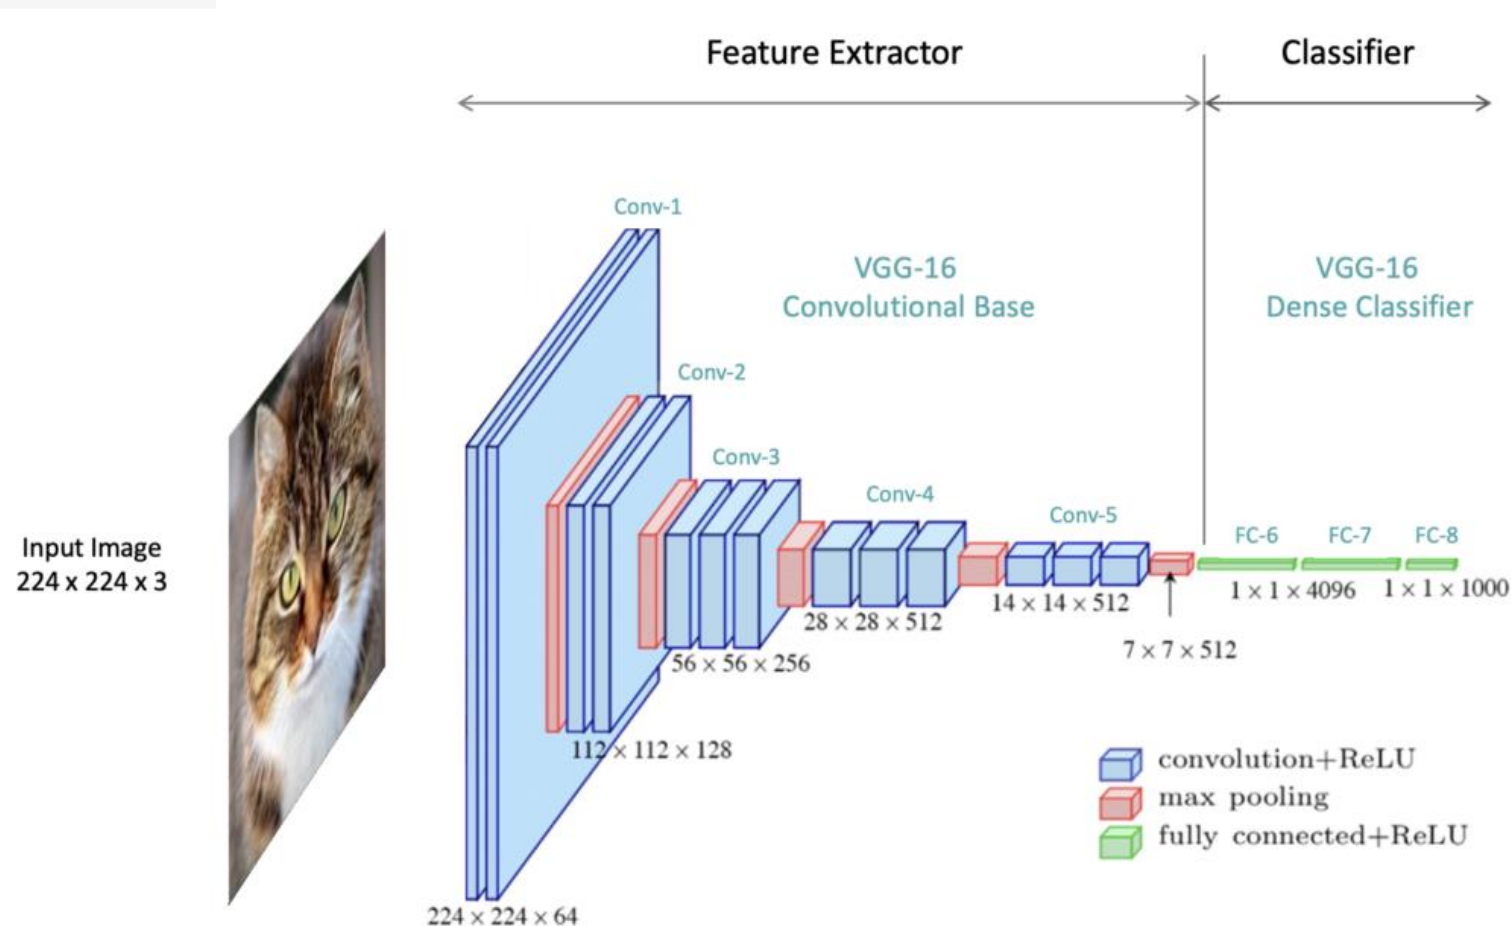 Feature Extractor
Classifier
Conv-1
VGG-16
Convolutional Base
VGG-16
Dense Classifier
Conv-2
Conv-3
Conv-4
Conv-5
FC-6
FC-7
FC-8
Input Image
224 x 224 x 3
1 × 1 × 4096
1 × 1 × 1000
14 × 14 × 512
28 × 28 × 512
7 × 7 × 512
56 × 56 × 256
112 × 112 × 128
224 × 224 × 64
convolution+ReLU
max pooling
fully connected+ReLU